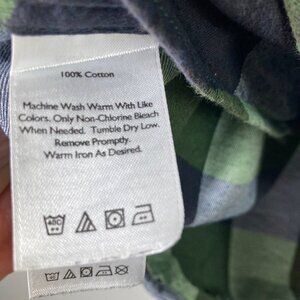 100% Cotton
Machine Wash Warm With Like
Colors. Only Non-Chlorine Bleach
When Needed. Tumble Dry Low.
Remove Promptly.
Warm Iron As Desired.